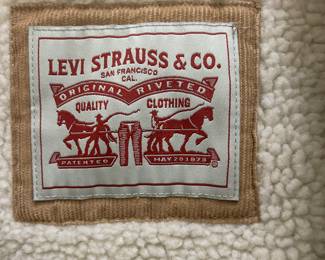 LEVI STRAUSS & CO.
SAN FRANCISCO
CAL.
ORIGINAL RIVETED
QUALITY CLOTHING
PATENTED MAY 20 1873